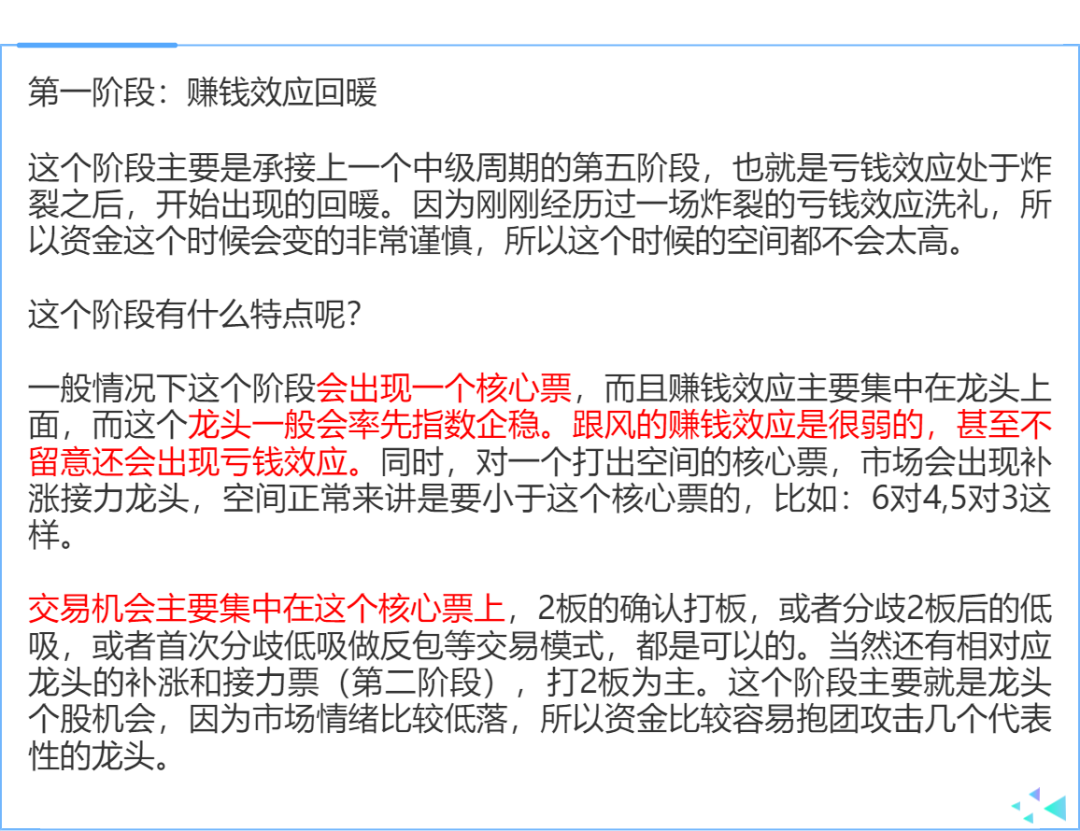 第一阶段：赚钱效应回暖
这个阶段主要是承接上一个中级周期的第五阶段，也就是亏钱效应处于炸
裂之后，开始出现的回暖。因为刚刚经历过一场炸裂的亏钱效应洗礼，所
以资金这个时候会变的非常谨慎，所以这个时候的空间都不会太高。
这个阶段有什么特点呢？
一般情况下这个阶段会出现一个核心票，而且赚钱效应主要集中在龙头上
面，而这个龙头一般会率先指数企稳。跟风的赚钱效应是很弱的，甚至不
留意还会出现亏钱效应。同时，对一个打出空间的核心票，市场会出现补
涨接力龙头，空间正常来讲是要小于这个核心票的，比如：6对4,5对3这
样。
交易机会主要集中在这个核心票上，2板的确认打板，或者分歧2板后的低
吸，或者首次分歧低吸做反包等交易模式，都是可以的。当然还有相对应
龙头的补涨和接力票（第二阶段），打2板为主。这个阶段主要就是龙头
个股机会，因为市场情绪比较低落，所以资金比较容易抱团攻击几个代表
性的龙头。